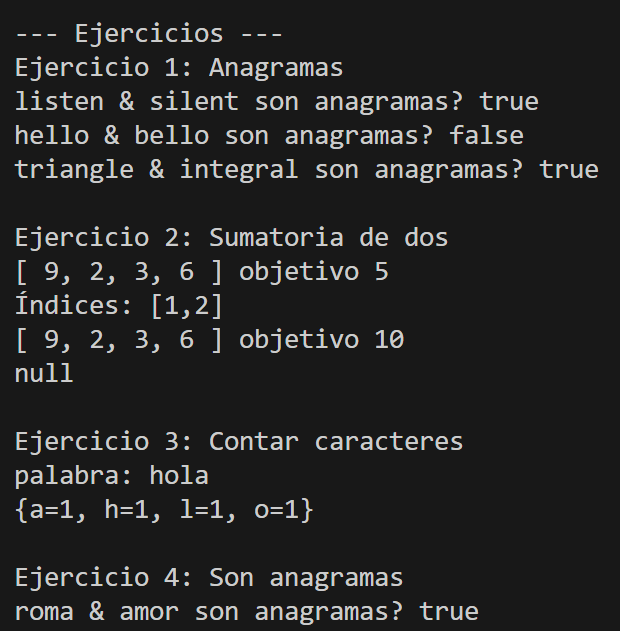 --- Ejercicios ---
Ejercicio 1: Anagramas
listen & silent son anagramas? true
hello & bello son anagramas? false
triangle & integral son anagramas? true
Ejercicio 2: Sumatoria de dos
[ 9, 2, 3, 6 ] objetivo 5
Índices: [1,2]
[ 9, 2, 3, 6 ] objetivo 10
null
Ejercicio 3: Contar caracteres
palabra: hola
{a=1, h=1, l=1, o=1}
Ejercicio 4: Son anagramas
roma & amor son anagramas? true